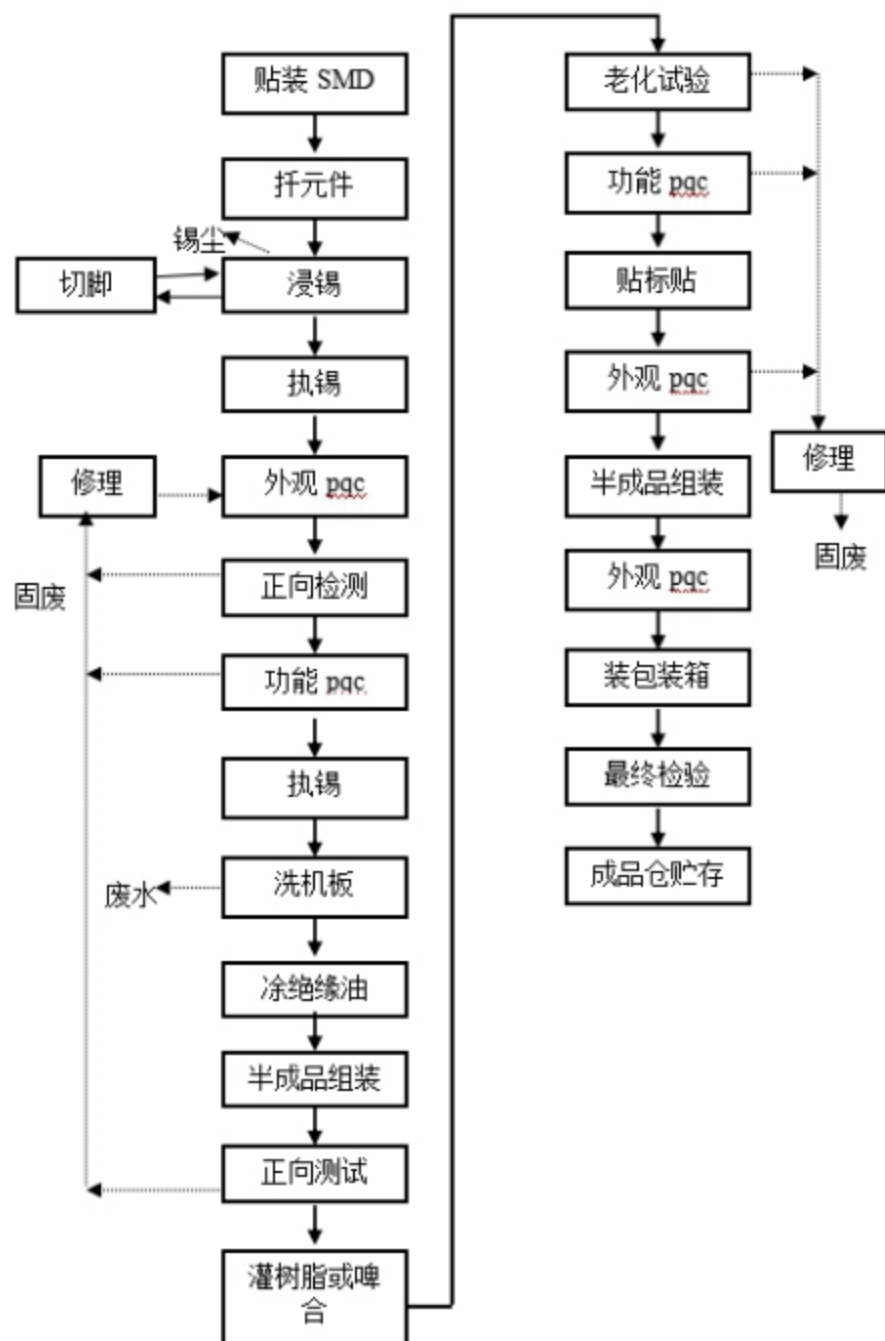 贴装 SMD
扦元件
锡尘
切脚
浸锡
执锡
修理
外观 pqc
正向检测
固废
功能 pqc
执锡
洗机板
废水
凃绝缘油
半成品组装
正向测试
灌树脂或啤
合
老化试验
功能 pqc
贴标贴
外观 pqc
修理
半成品组装
固废
外观 pqc
装包装箱
最终检验
成品仓贮存